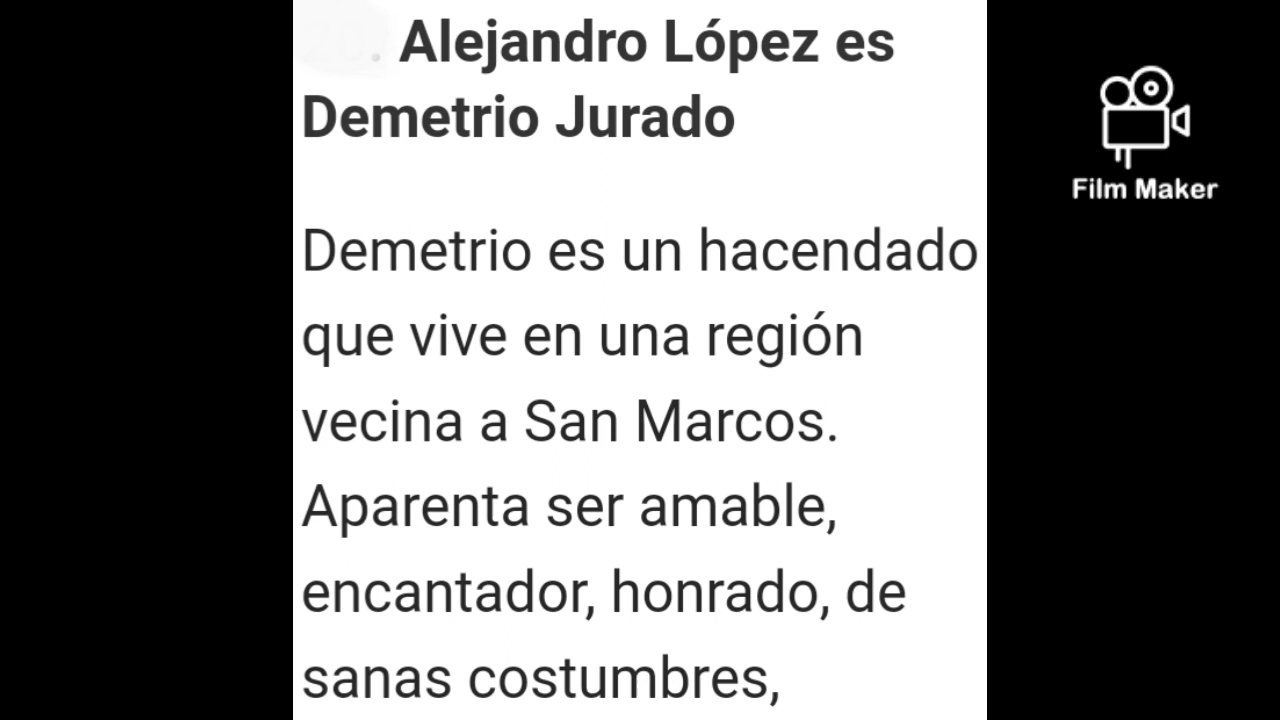 Alejandro López es
Demetrio Jurado
Demetrio es un hacendado
que vive en una región
vecina a San Marcos.
Aparenta ser amable,
encantador, honrado, de
sanas costumbres,
Film Maker